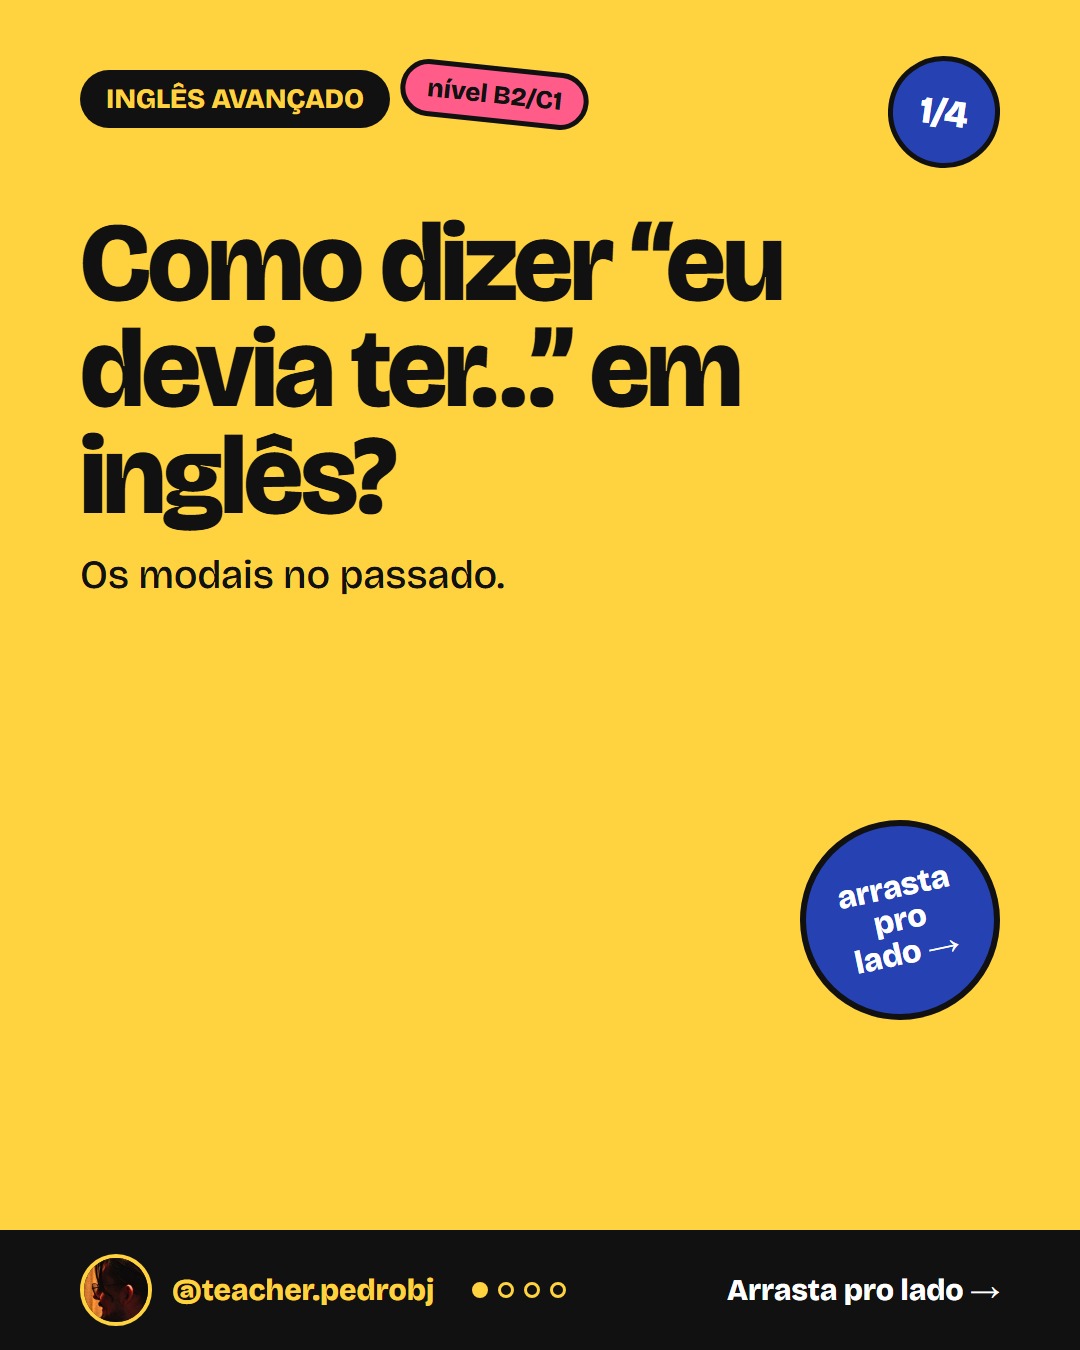 INGLÊS AVANÇADO
nível B2/C1
1/4
Como dizer “eu
devia ter...” em
inglês?
Os modais no passado.
arrasta
pro
lado →
@teacher.pedrobj
Arrasta pro lado →